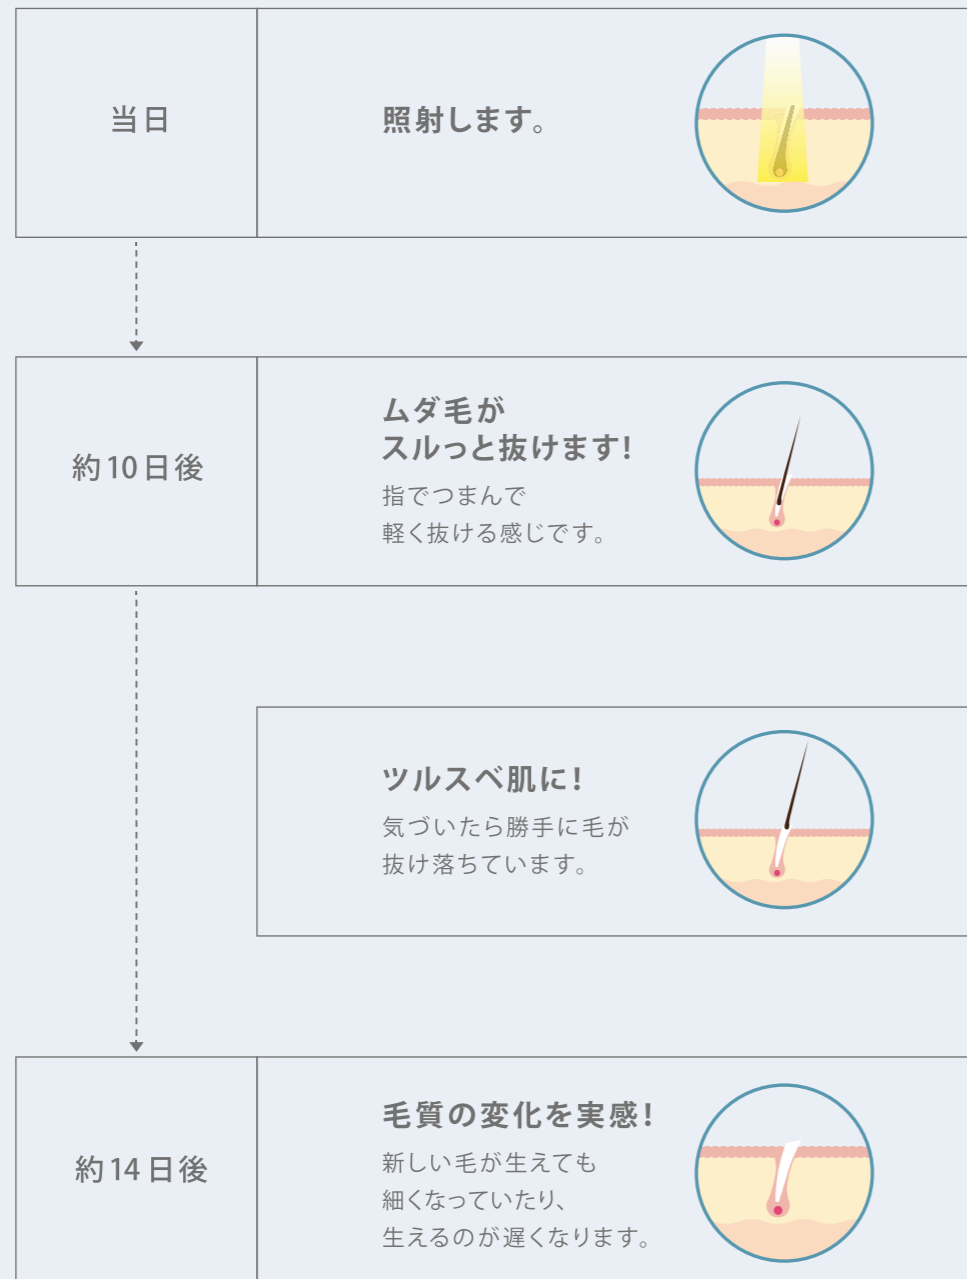 当日
照射します。
約10日後
ムダ毛が
スルっと抜けます!
指でつまんで
軽く抜ける感じです。
ツルスベ肌に!
気づいたら勝手に毛が
抜け落ちています。
約14日後
毛質の変化を実感!
新しい毛が生えても
細くなっていたり、
生えるのが遅くなります。